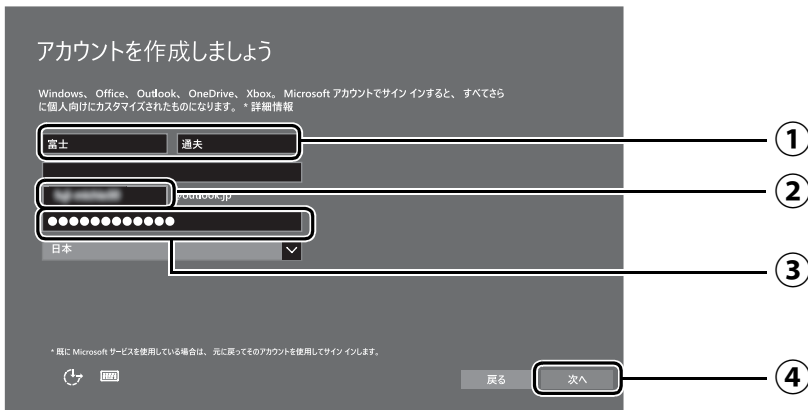 アカウントを作成しましょう
Windows、Office、Outlook、OneDrive、Xbox。Microsoft アカウントでサイン インすると、すべてさら
に個人向けにカスタマイズされたものになります。* 詳細情報
富士 通夫 ①
@outlook.jp ②
●●●●●●●●●●●●
日本 ③
* 既に Microsoft サービスを使用している場合は、元に戻ってそのアカウントを使用してサイン インします。
戻る 次へ ④